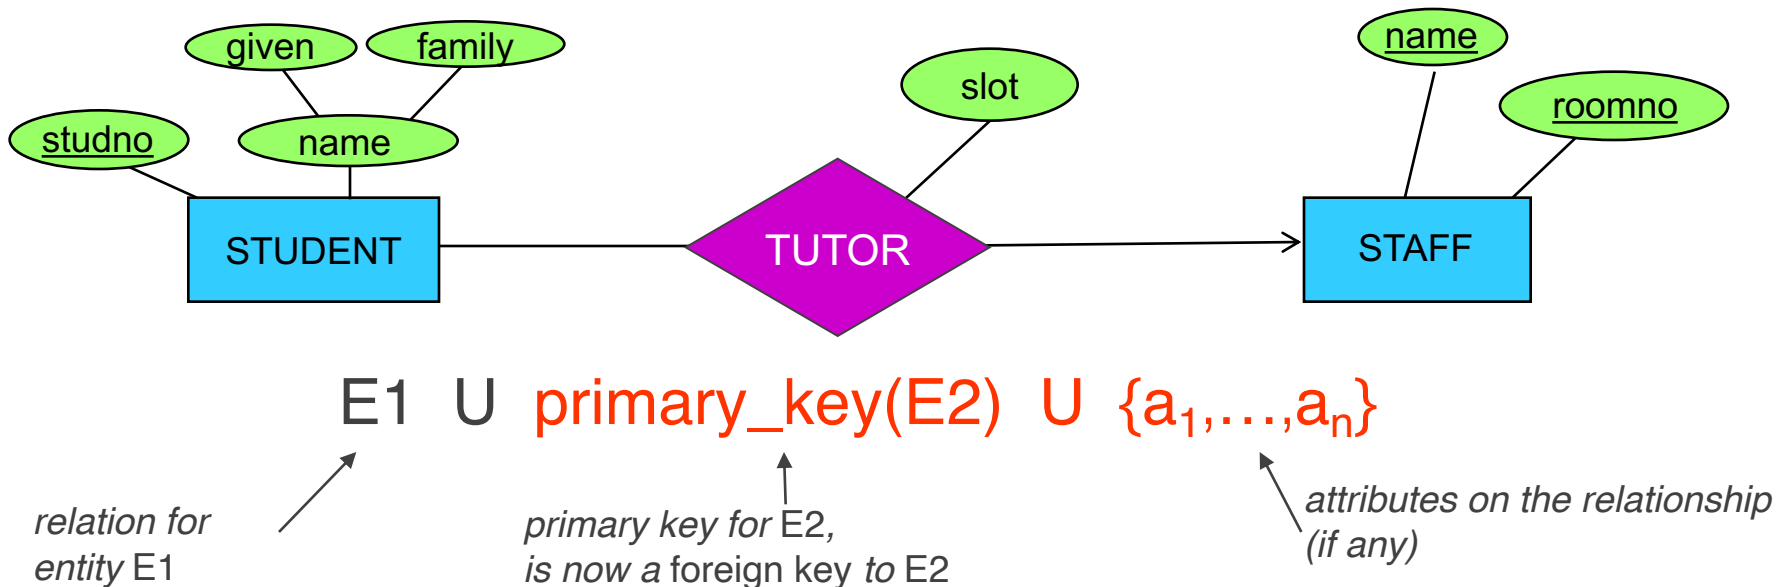 given
family
name
slot
roomno
studno
name
STUDENT
TUTOR
STAFF
E1 U primary_key(E2) U {a1,…,an}
relation for
entity E1
primary key for E2,
is now a foreign key to E2
attributes on the relationship
(if any)